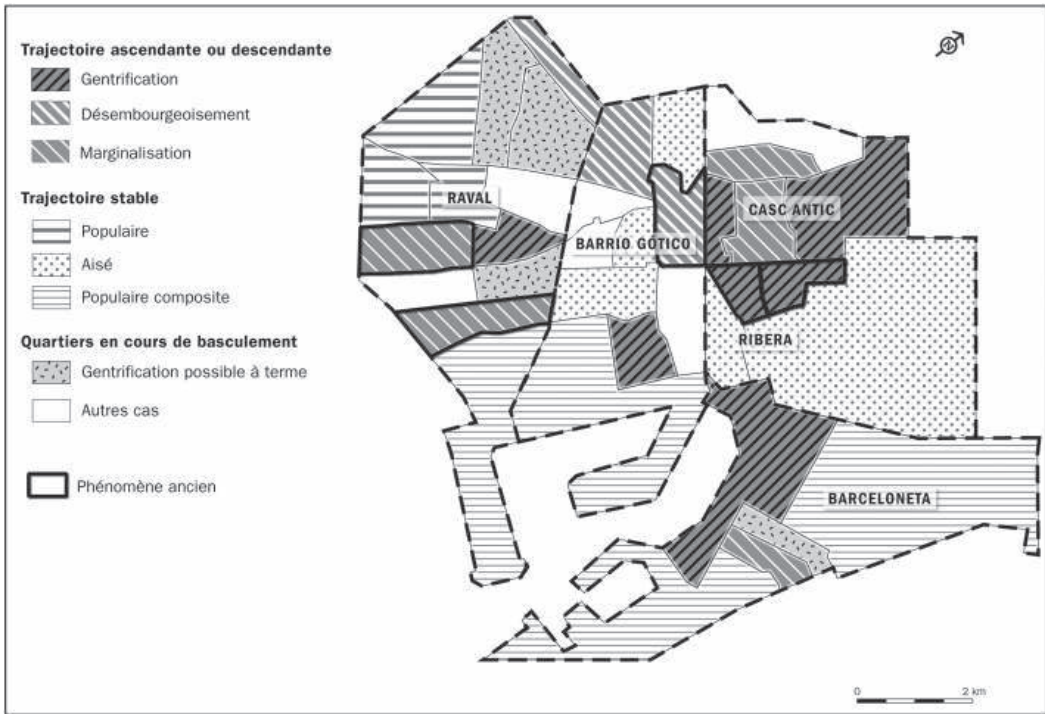 Trajectoire ascendante ou descendante
Gentrification
Désembourgeoisement
Marginalisation
Trajectoire stable
Populaire
Aisé
Populaire composite
Quartiers en cours de basculement
Gentrification possible à terme
Autres cas
Phénomène ancien
N
RAVAL
CASC ANTIC
BARRIO GÓTICO
RIBERA
BARCELONETA
0 2 km